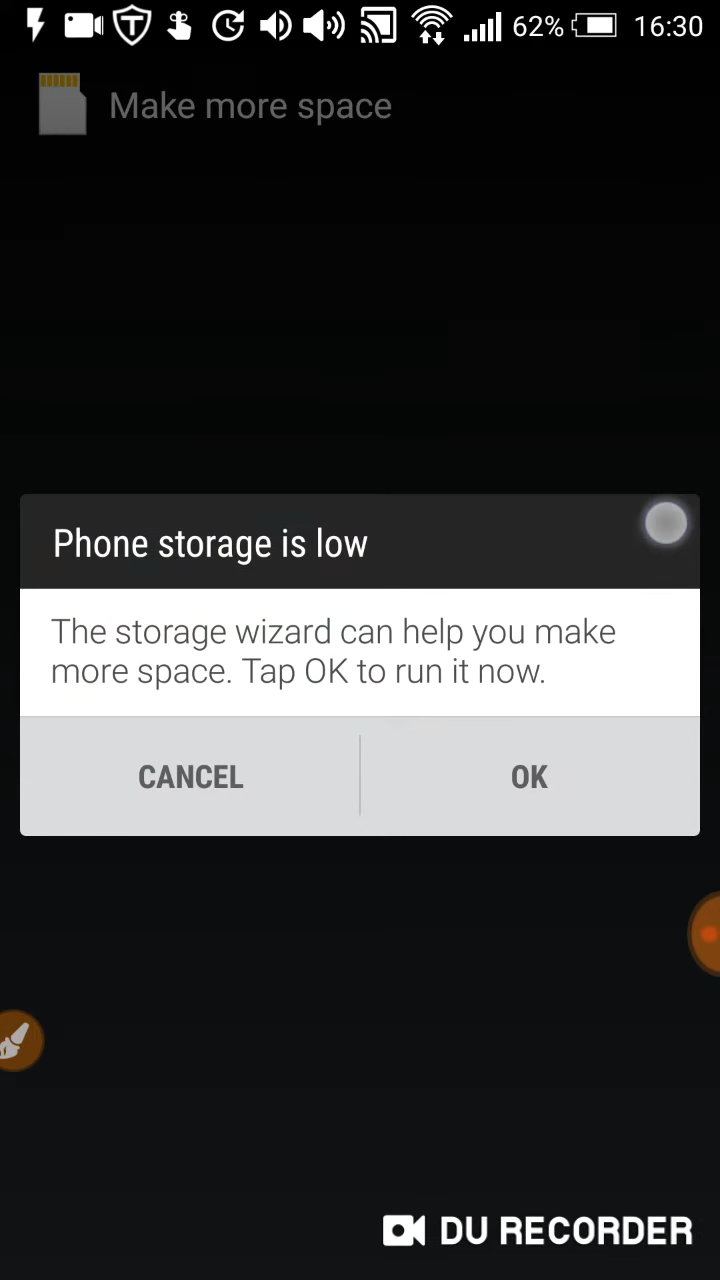 62% 16:30
Make more space
Phone storage is low
The storage wizard can help you make
more space. Tap OK to run it now.
CANCEL OK
DU RECORDER